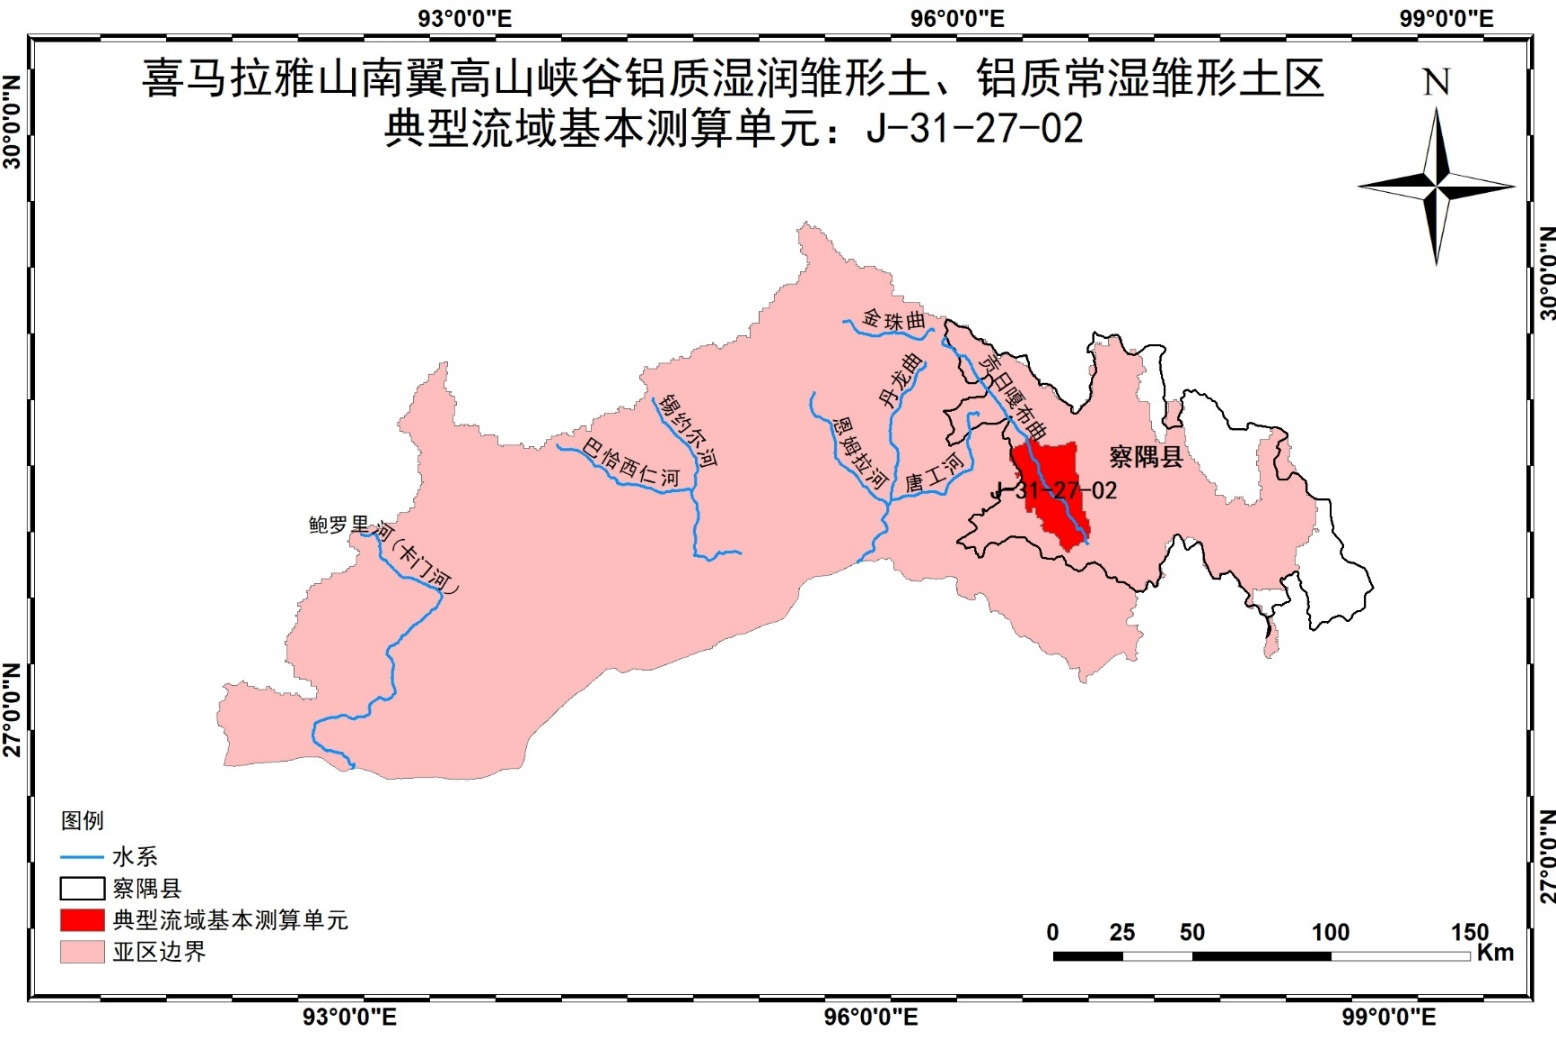 93°0'0"E
96°0'0"E
99°0'0"E
喜马拉雅山南翼高山峡谷铝质湿润雏形土、铝质常湿雏形土区
典型流域基本测算单元：J-31-27-02
N
30°0'0"N
30°0'0"N
金珠曲
贡日嘎布曲
丹龙曲
锡约尔河
恩姆拉河
巴恰西仁河
唐工河
察隅县
J-31-27-02
鲍罗里河(卡门河)
27°0'0"N
27°0'0"N
图例
水系
察隅县
典型流域基本测算单元
亚区边界
0 25 50 100 150
Km
93°0'0"E
96°0'0"E
99°0'0"E